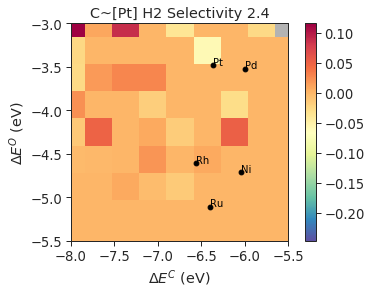 C~[Pt] H2 Selectivity 2.4
−3.0
−3.5
−4.0
−4.5
−5.0
−5.5
ΔE^O (eV)
Pt
Pd
Rh
Ni
Ru
−8.0 −7.5 −7.0 −6.5 −6.0 −5.5
ΔE^C (eV)
0.10
0.05
0.00
−0.05
−0.10
−0.15
−0.20